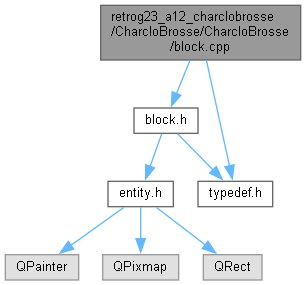 retrog23_a12_charclobrosse
/CharcloBrosse/CharcloBrosse
/block.cpp
block.h
entity.h
typedef.h
QPainter
QPixmap
QRect